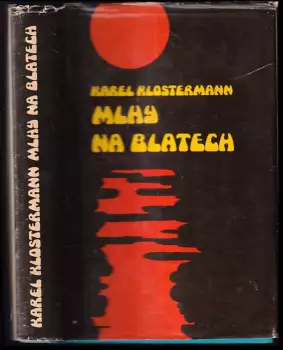 KAREL KLOSTERMANN MLHY NA BLATECH
KAREL KLOSTERMANN
MLHY
NA BLATECH